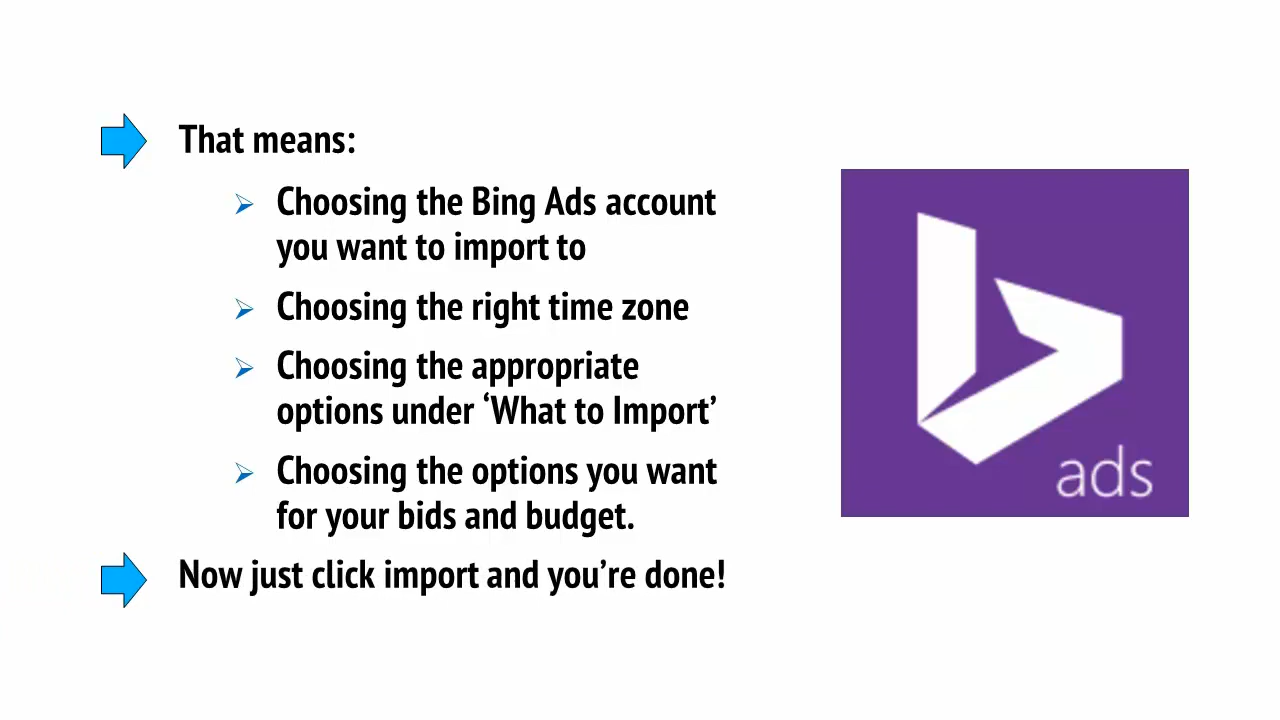 That means:
Choosing the Bing Ads account
you want to import to
Choosing the right time zone
Choosing the appropriate
options under ‘What to Import’
Choosing the options you want
for your bids and budget.
Now just click import and you’re done!
ads